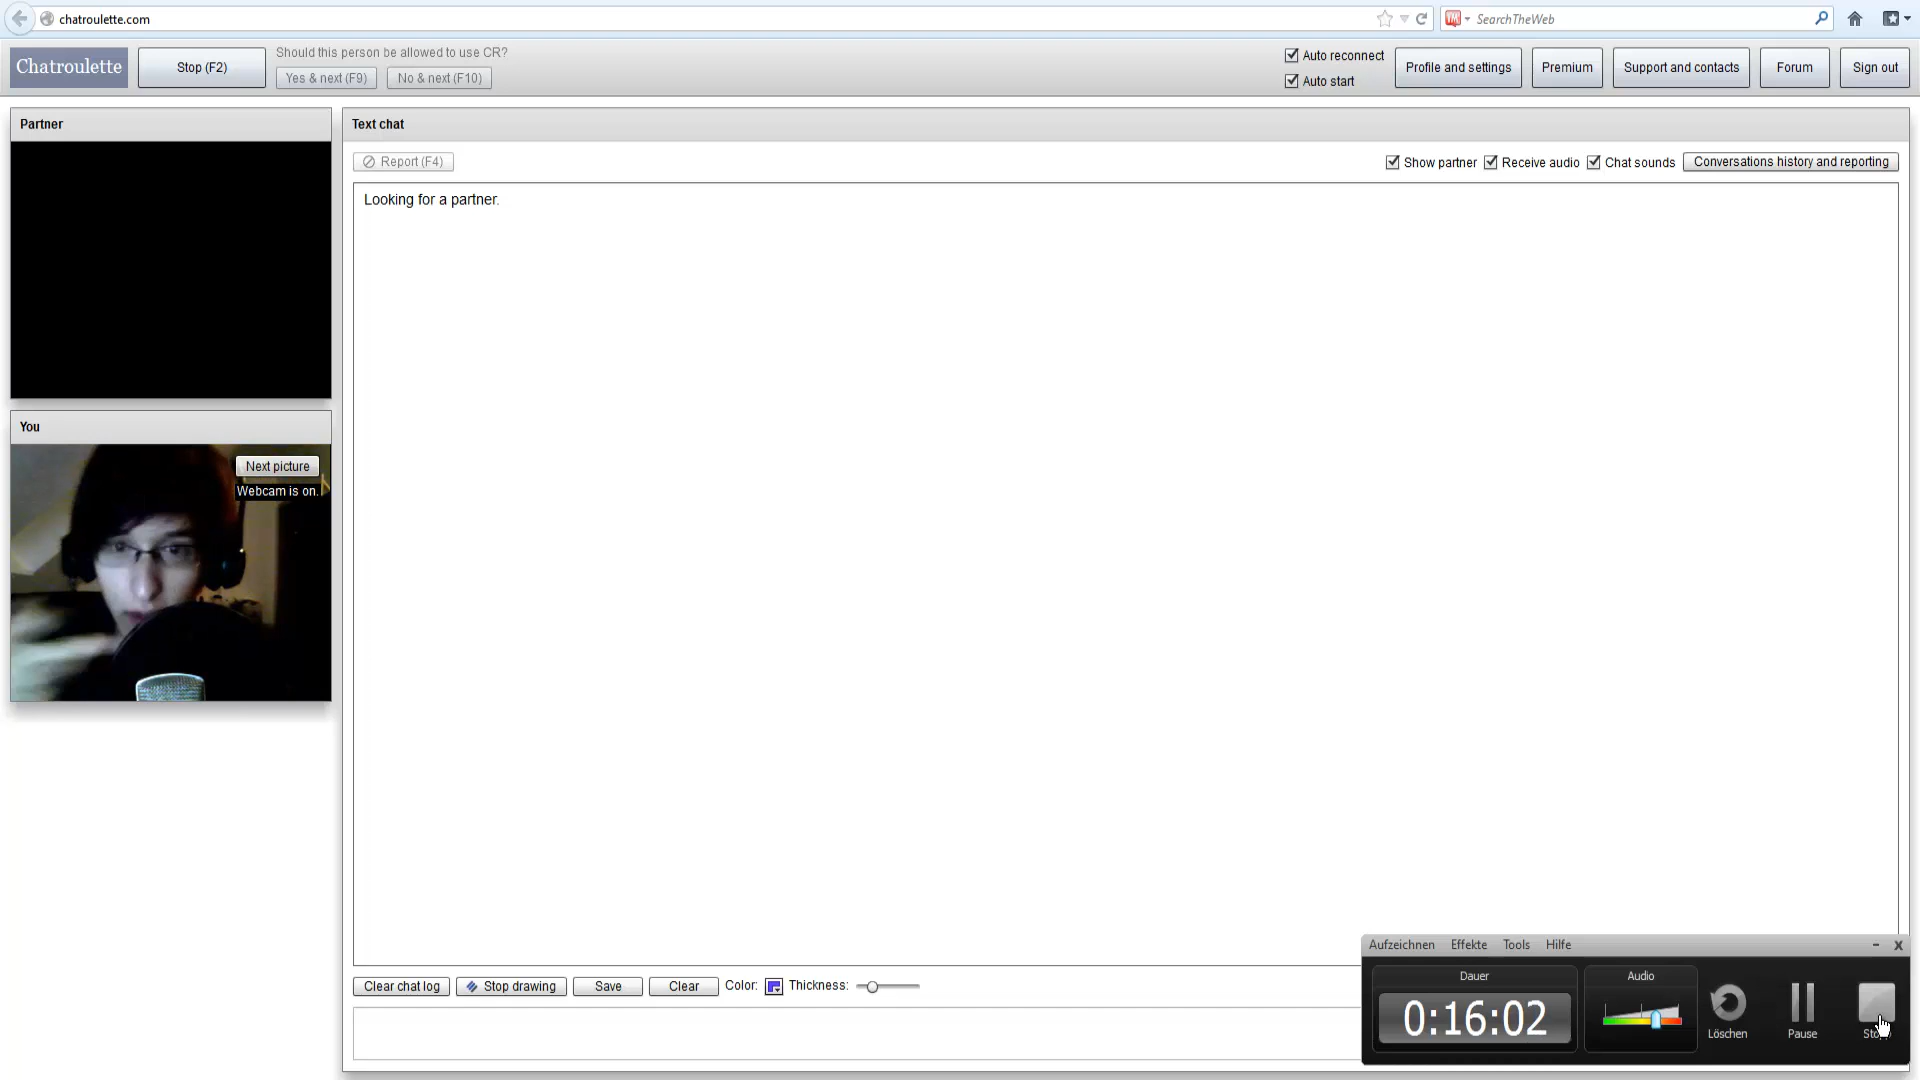 chatroulette.com
SearchTheWeb
Chatroulette
Stop (F2)
Should this person be allowed to use CR?
Yes & next (F9)
No & next (F10)
Auto reconnect
Auto start
Profile and settings
Premium
Support and contacts
Forum
Sign out
Partner
Text chat
Report (F4)
Show partner
Receive audio
Chat sounds
Conversations history and reporting
Looking for a partner.
You
Next picture
Webcam is on.
Clear chat log
Stop drawing
Save
Clear
Color:
Thickness:
Aufzeichnen Effekte Tools Hilfe
Dauer
0:16:02
Audio
Löschen
Pause